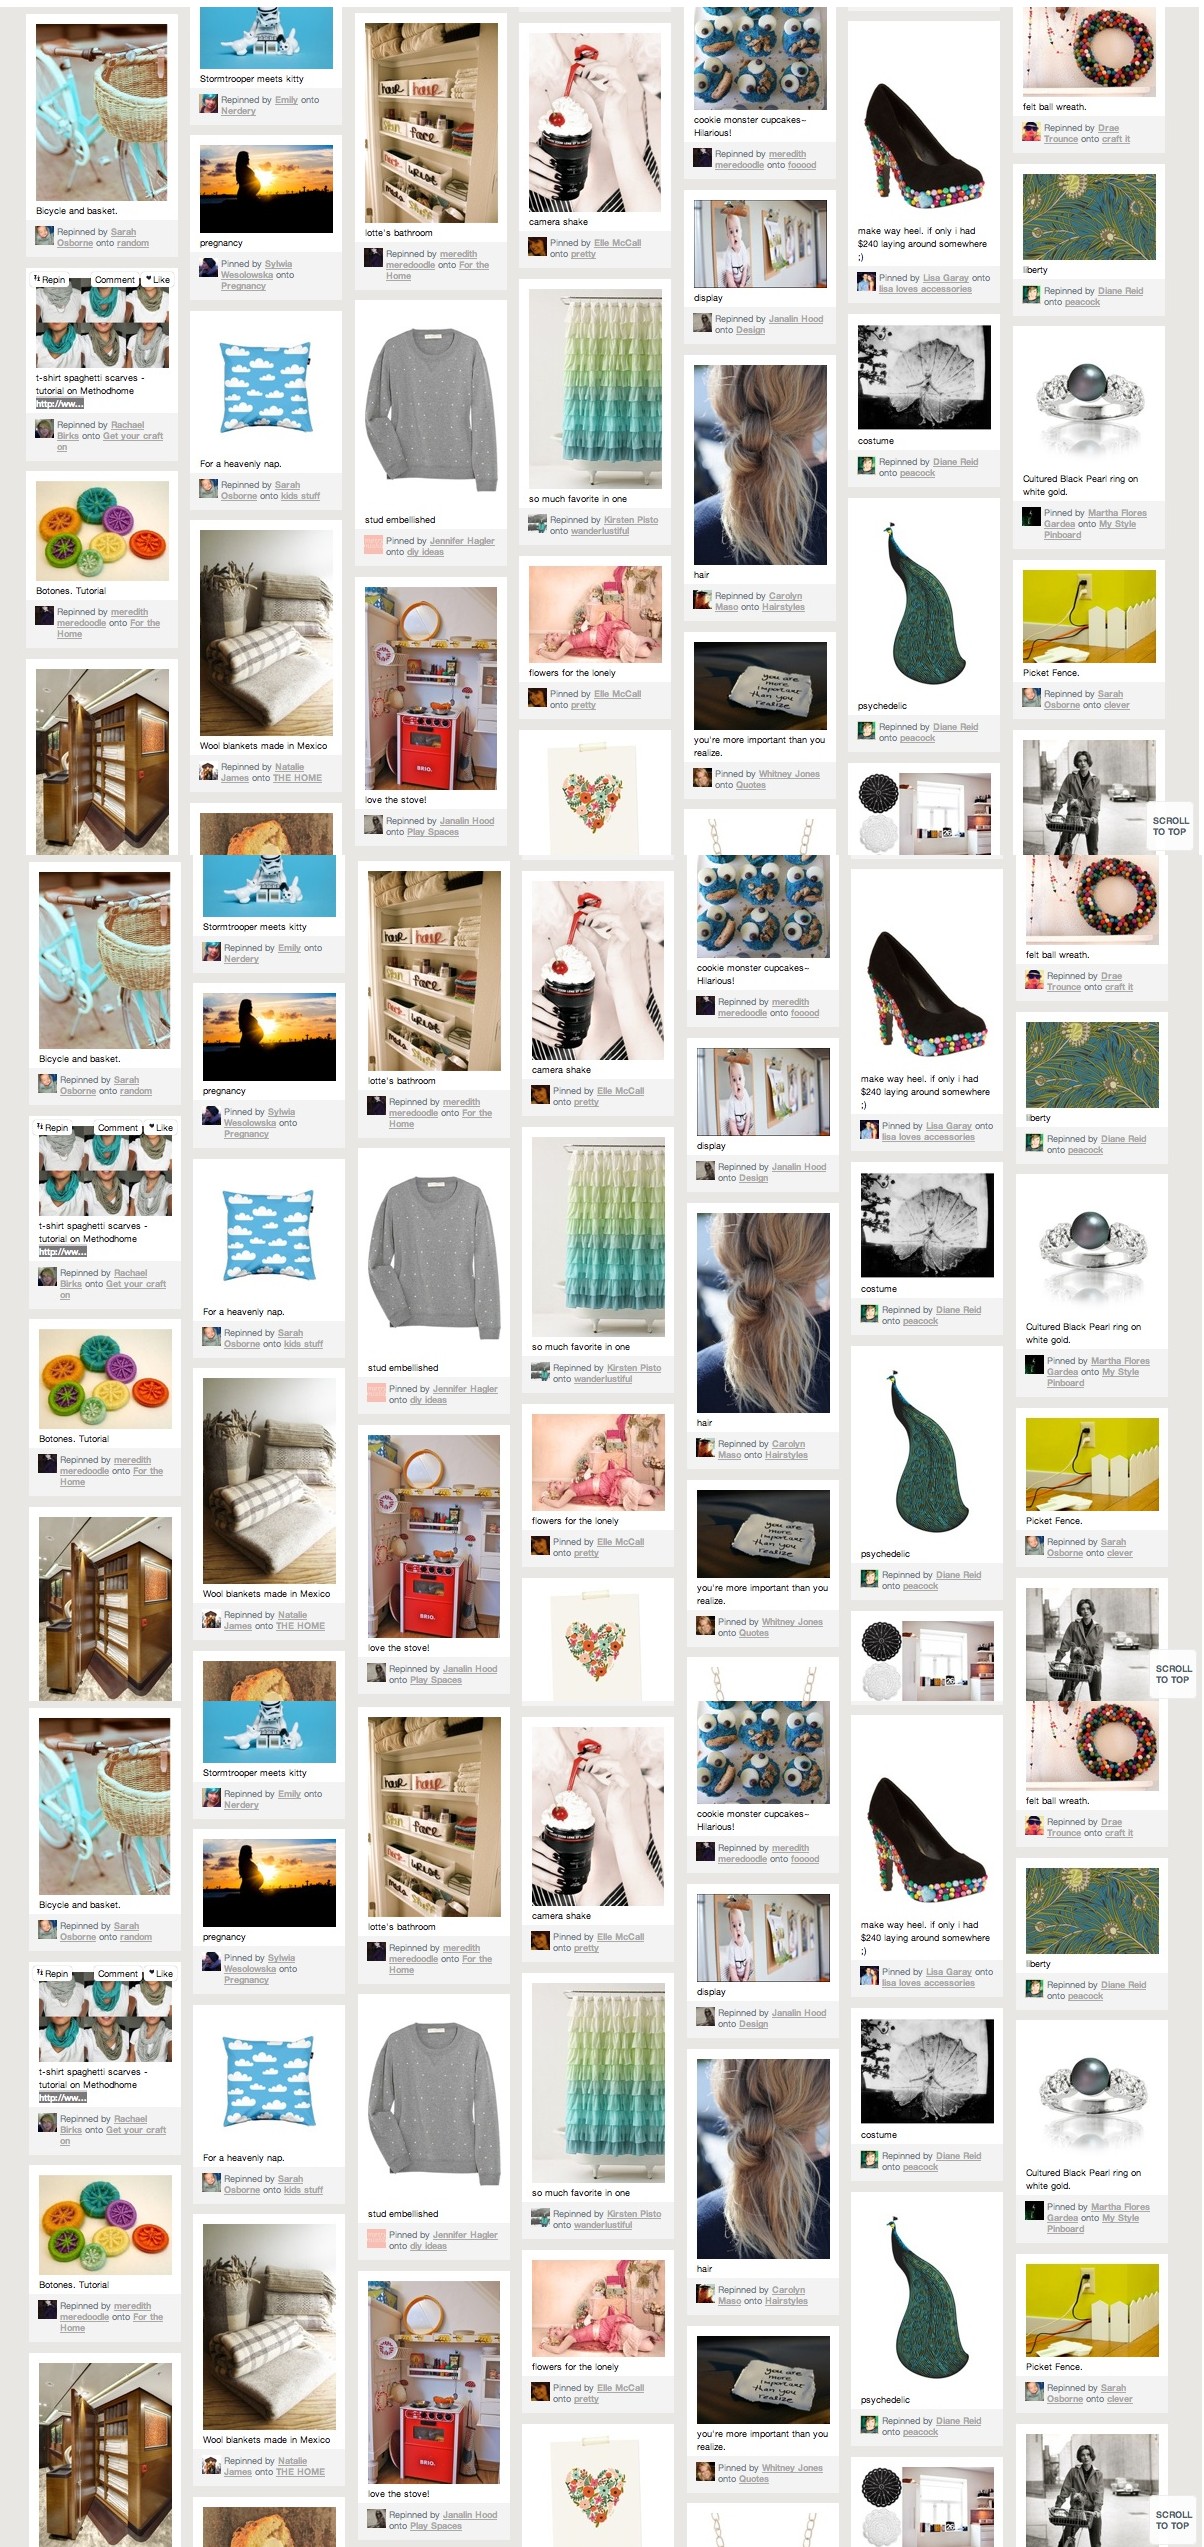 Bicycle and basket.
Repinned by Sarah
Osborne onto random
Repin Comment Like
t-shirt spaghetti scarves -
tutorial on Methodhome
http://ww...
Repinned by Rachael
Birks onto Get your craft
on
Botones. Tutorial
Repinned by meredith
meredoodle onto For the
Home
Stormtrooper meets kitty
Repinned by Emily onto
Nerdery
pregnancy
Pinned by Sylwia
Wesolowska onto
Pregnancy
For a heavenly nap.
Repinned by Sarah
Osborne onto kids stuff
Wool blankets made in Mexico
Repinned by Natalie
James onto THE HOME
hair hair
face
lotte's bathroom
Repinned by meredith
meredoodle onto For the
Home
stud embellished
Pinned by Jennifer Hagler
onto diy ideas
BRIO.
love the stove!
Repinned by Janalin Hood
onto Play Spaces
camera shake
Pinned by Elle McCall
onto pretty
so much favorite in one
Repinned by Kirsten Pisto
onto wanderlustiful
flowers for the lonely
Pinned by Elle McCall
onto pretty
cookie monster cupcakes~
Hilarious!
Repinned by meredith
meredoodle onto fooood
display
Repinned by Janalin Hood
onto Design
hair
Repinned by Carolyn
Maso onto Hairstyles
you are
more
important
than you
realize
you're more important than you
realize.
Pinned by Whitney Jones
onto Quotes
make way heel. if only i had
$240 laying around somewhere
;)
Pinned by Lisa Garay onto
lisa loves accessories
costume
Repinned by Diane Reid
onto peacock
psychedelic
Repinned by Diane Reid
onto peacock
felt ball wreath.
Repinned by Drae
Trounce onto craft it
liberty
Repinned by Diane Reid
onto peacock
Cultured Black Pearl ring on
white gold.
Pinned by Martha Flores
Gardea onto My Style
Pinboard
Picket Fence.
Repinned by Sarah
Osborne onto clever
SCROLL
TO TOP
Bicycle and basket.
Repinned by Sarah
Osborne onto random
Repin Comment Like
t-shirt spaghetti scarves -
tutorial on Methodhome
http://ww...
Repinned by Rachael
Birks onto Get your craft
on
Botones. Tutorial
Repinned by meredith
meredoodle onto For the
Home
Stormtrooper meets kitty
Repinned by Emily onto
Nerdery
pregnancy
Pinned by Sylwia
Wesolowska onto
Pregnancy
For a heavenly nap.
Repinned by Sarah
Osborne onto kids stuff
Wool blankets made in Mexico
Repinned by Natalie
James onto THE HOME
hair hair
face
lotte's bathroom
Repinned by meredith
meredoodle onto For the
Home
stud embellished
Pinned by Jennifer Hagler
onto diy ideas
BRIO.
love the stove!
Repinned by Janalin Hood
onto Play Spaces
camera shake
Pinned by Elle McCall
onto pretty
so much favorite in one
Repinned by Kirsten Pisto
onto wanderlustiful
flowers for the lonely
Pinned by Elle McCall
onto pretty
cookie monster cupcakes~
Hilarious!
Repinned by meredith
meredoodle onto fooood
display
Repinned by Janalin Hood
onto Design
hair
Repinned by Carolyn
Maso onto Hairstyles
you are
more
important
than you
realize
you're more important than you
realize.
Pinned by Whitney Jones
onto Quotes
make way heel. if only i had
$240 laying around somewhere
;)
Pinned by Lisa Garay onto
lisa loves accessories
costume
Repinned by Diane Reid
onto peacock
psychedelic
Repinned by Diane Reid
onto peacock
felt ball wreath.
Repinned by Drae
Trounce onto craft it
liberty
Repinned by Diane Reid
onto peacock
Cultured Black Pearl ring on
white gold.
Pinned by Martha Flores
Gardea onto My Style
Pinboard
Picket Fence.
Repinned by Sarah
Osborne onto clever
SCROLL
TO TOP
Bicycle and basket.
Repinned by Sarah
Osborne onto random
Repin Comment Like
t-shirt spaghetti scarves -
tutorial on Methodhome
http://ww...
Repinned by Rachael
Birks onto Get your craft
on
Botones. Tutorial
Repinned by meredith
meredoodle onto For the
Home
Stormtrooper meets kitty
Repinned by Emily onto
Nerdery
pregnancy
Pinned by Sylwia
Wesolowska onto
Pregnancy
For a heavenly nap.
Repinned by Sarah
Osborne onto kids stuff
Wool blankets made in Mexico
Repinned by Natalie
James onto THE HOME
hair hair
face
lotte's bathroom
Repinned by meredith
meredoodle onto For the
Home
stud embellished
Pinned by Jennifer Hagler
onto diy ideas
BRIO.
love the stove!
Repinned by Janalin Hood
onto Play Spaces
camera shake
Pinned by Elle McCall
onto pretty
so much favorite in one
Repinned by Kirsten Pisto
onto wanderlustiful
flowers for the lonely
Pinned by Elle McCall
onto pretty
cookie monster cupcakes~
Hilarious!
Repinned by meredith
meredoodle onto fooood
display
Repinned by Janalin Hood
onto Design
hair
Repinned by Carolyn
Maso onto Hairstyles
you are
more
important
than you
realize
you're more important than you
realize.
Pinned by Whitney Jones
onto Quotes
make way heel. if only i had
$240 laying around somewhere
;)
Pinned by Lisa Garay onto
lisa loves accessories
costume
Repinned by Diane Reid
onto peacock
psychedelic
Repinned by Diane Reid
onto peacock
felt ball wreath.
Repinned by Drae
Trounce onto craft it
liberty
Repinned by Diane Reid
onto peacock
Cultured Black Pearl ring on
white gold.
Pinned by Martha Flores
Gardea onto My Style
Pinboard
Picket Fence.
Repinned by Sarah
Osborne onto clever
SCROLL
TO TOP